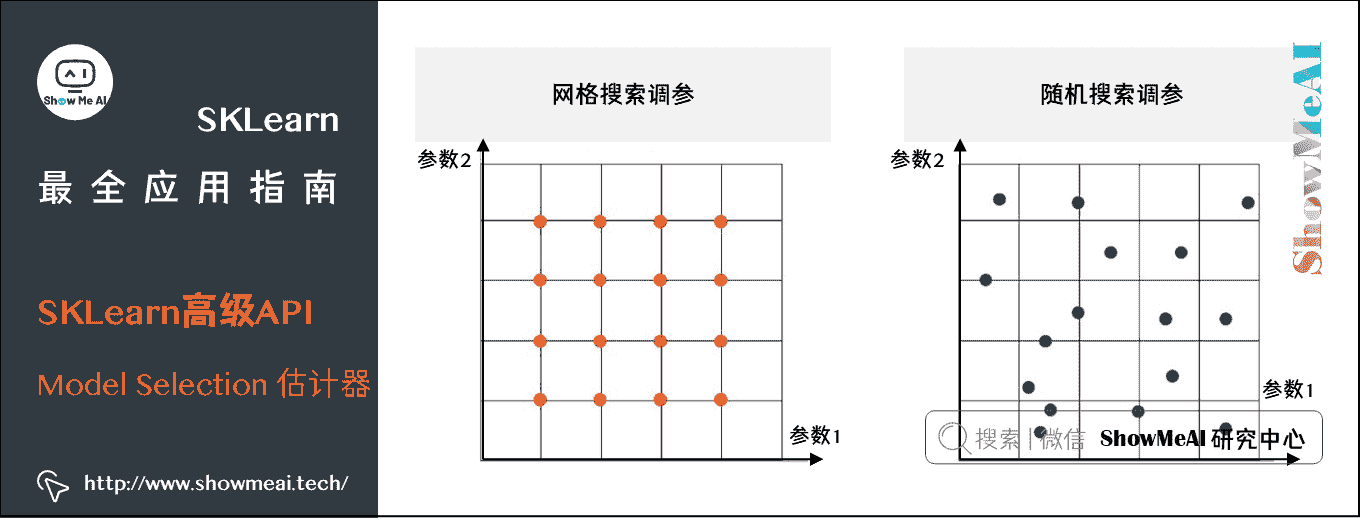 Show Me AI
SKLearn
最全应用指南
SKLearn高级API
Model Selection 估计器
http://www.showmeai.tech/
网格搜索调参
参数2
参数1
随机搜索调参
参数2
参数1
搜索|微信 ShowMeAI 研究中心
ShowMeAI